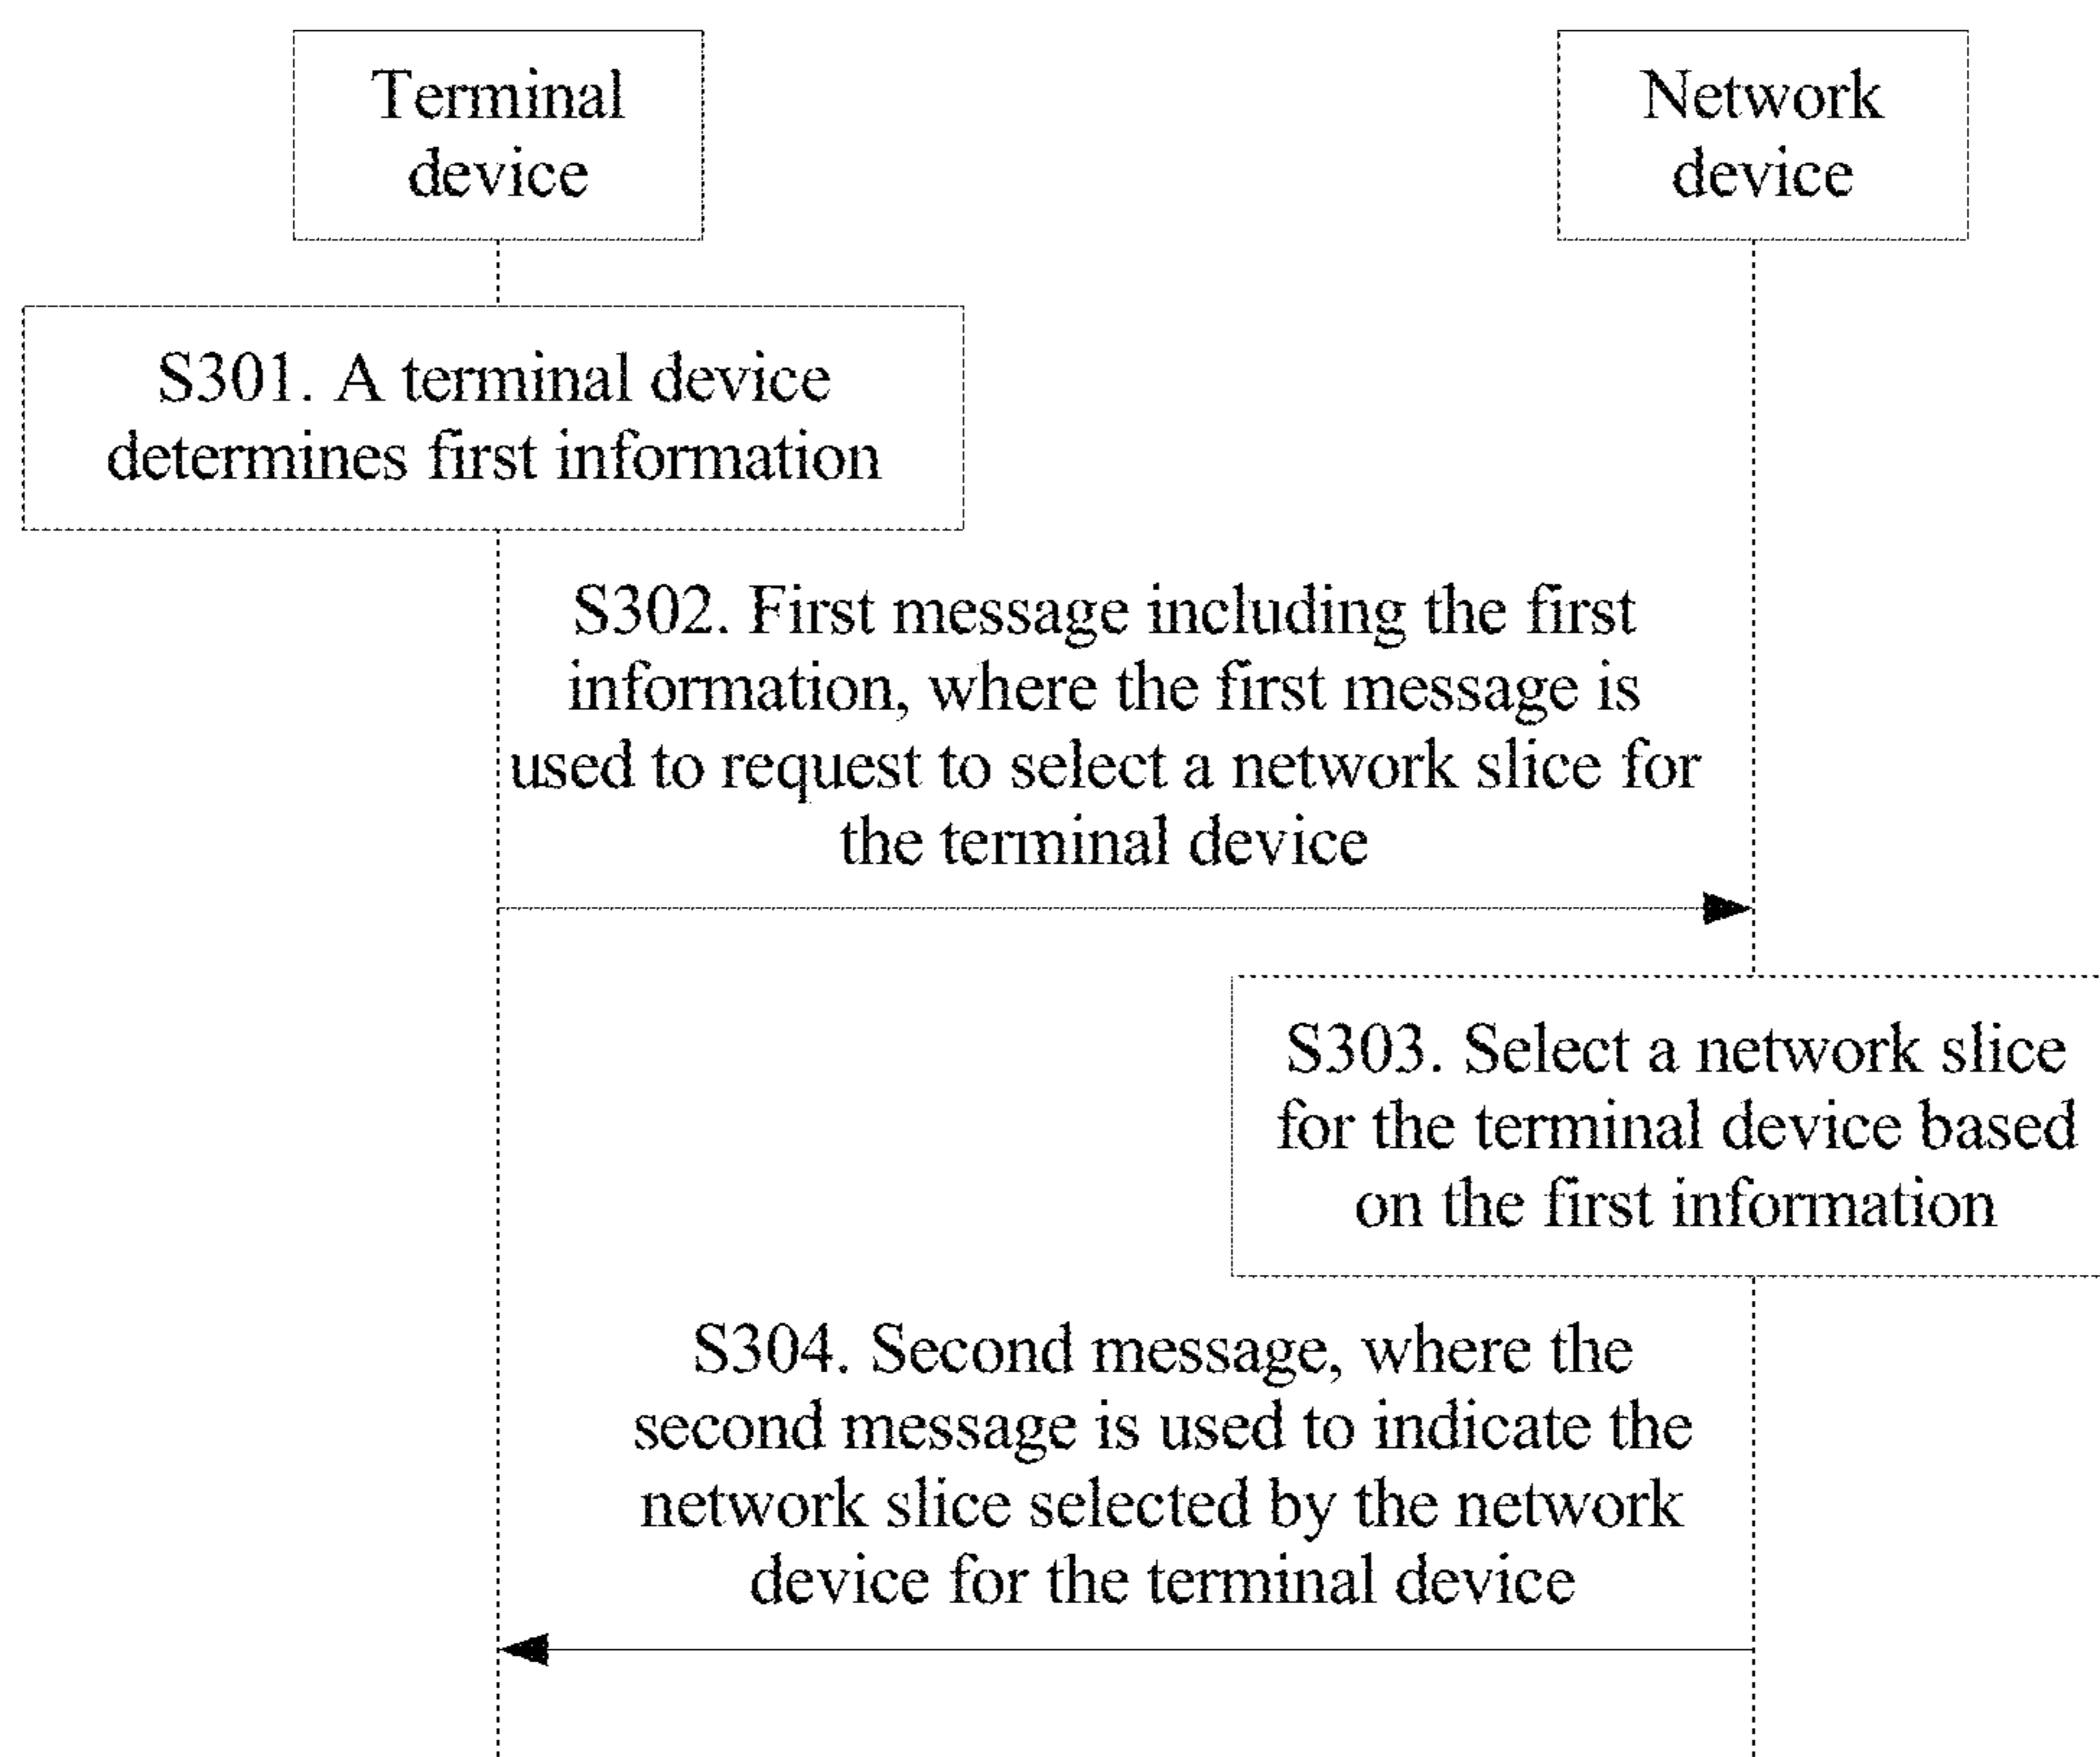 Terminal
device
Network
device
S301. A terminal device
determines first information
S302. First message including the first
information, where the first message is
used to request to select a network slice for
the terminal device
S303. Select a network slice
for the terminal device based
on the first information
S304. Second message, where the
second message is used to indicate the
network slice selected by the network
device for the terminal device